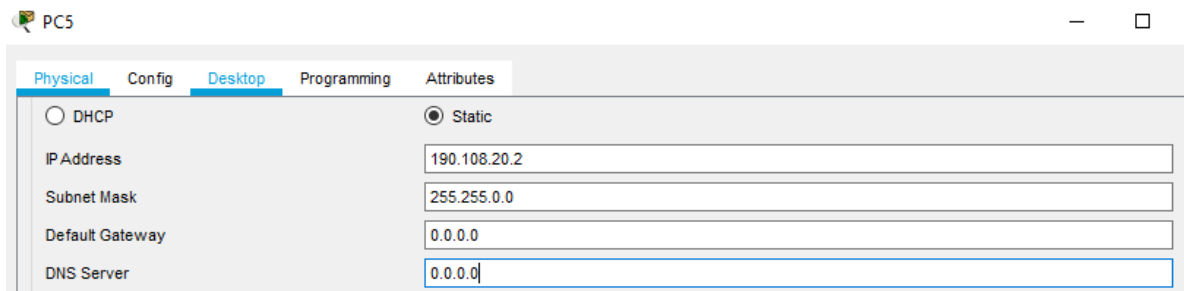 PC5
Physical Config Desktop Programming Attributes
DHCP Static
IP Address 190.108.20.2
Subnet Mask 255.255.0.0
Default Gateway 0.0.0.0
DNS Server 0.0.0.0